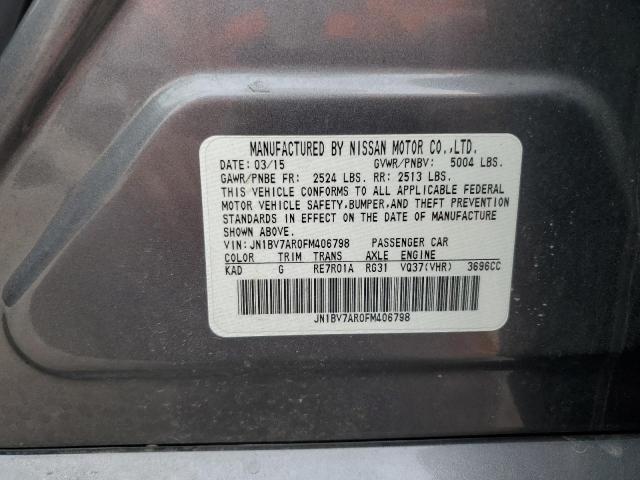 MANUFACTURED BY NISSAN MOTOR CO.,LTD.
DATE: 03/15 GVWR/PNBV: 5004 LBS.
GAWR/PNBE FR: 2524 LBS. RR: 2513 LBS.
THIS VEHICLE CONFORMS TO ALL APPLICABLE FEDERAL
MOTOR VEHICLE SAFETY, BUMPER, AND THEFT PREVENTION
STANDARDS IN EFFECT ON THE DATE OF MANUFACTURE
SHOWN ABOVE.
VIN: JN1BV7AR0FM406798 PASSENGER CAR
COLOR TRIM TRANS AXLE ENGINE
KAD G RE7R01A RG31 VQ37(VHR) 3696CC
JN1BV7AR0FM406798